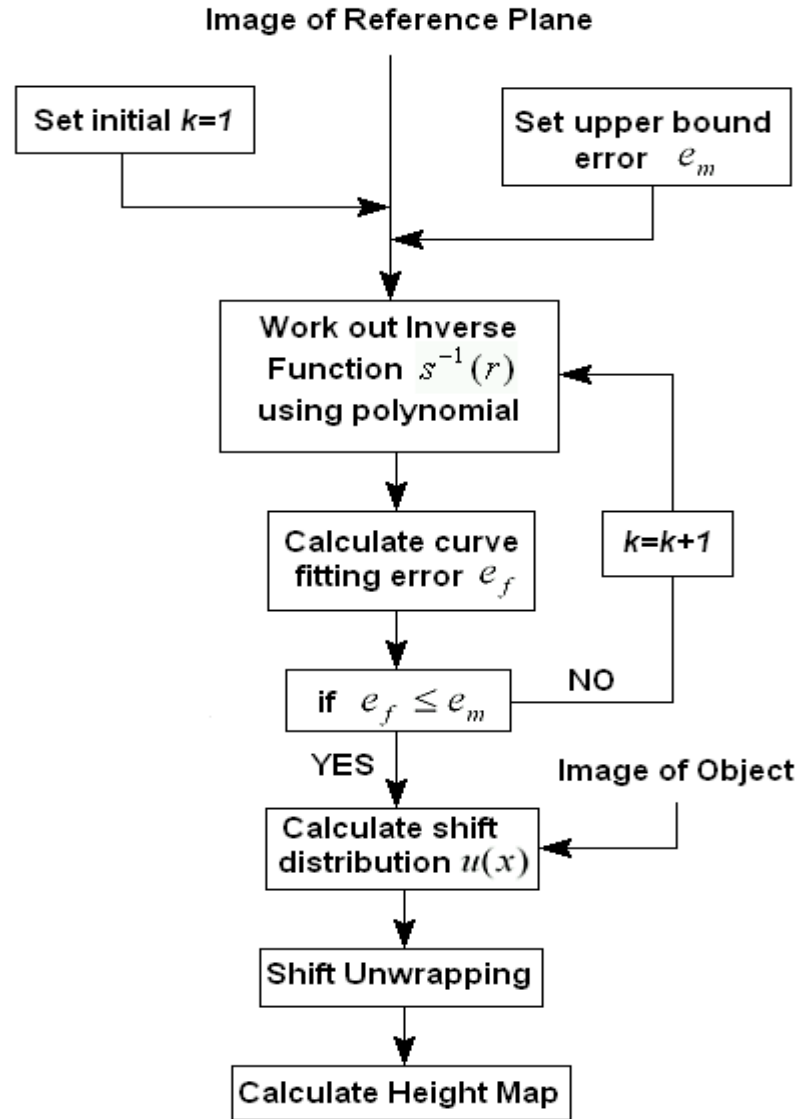 Image of Reference Plane
Set initial k=1
Set upper bound
error e_m
Work out Inverse
Function s⁻¹(r)
using polynomial
Calculate curve
fitting error e_f
k=k+1
if e_f ≤ e_m
NO
YES
Image of Object
Calculate shift
distribution u(x)
Shift Unwrapping
Calculate Height Map